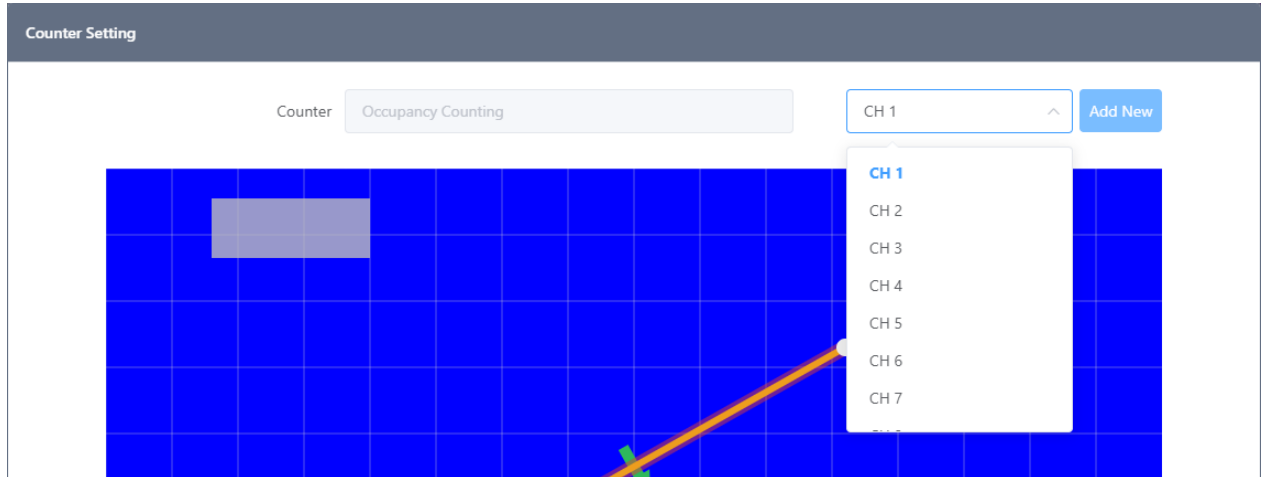 Counter Setting
Counter Occupancy Counting CH 1 Add New
CH 1
CH 2
CH 3
CH 4
CH 5
CH 6
CH 7